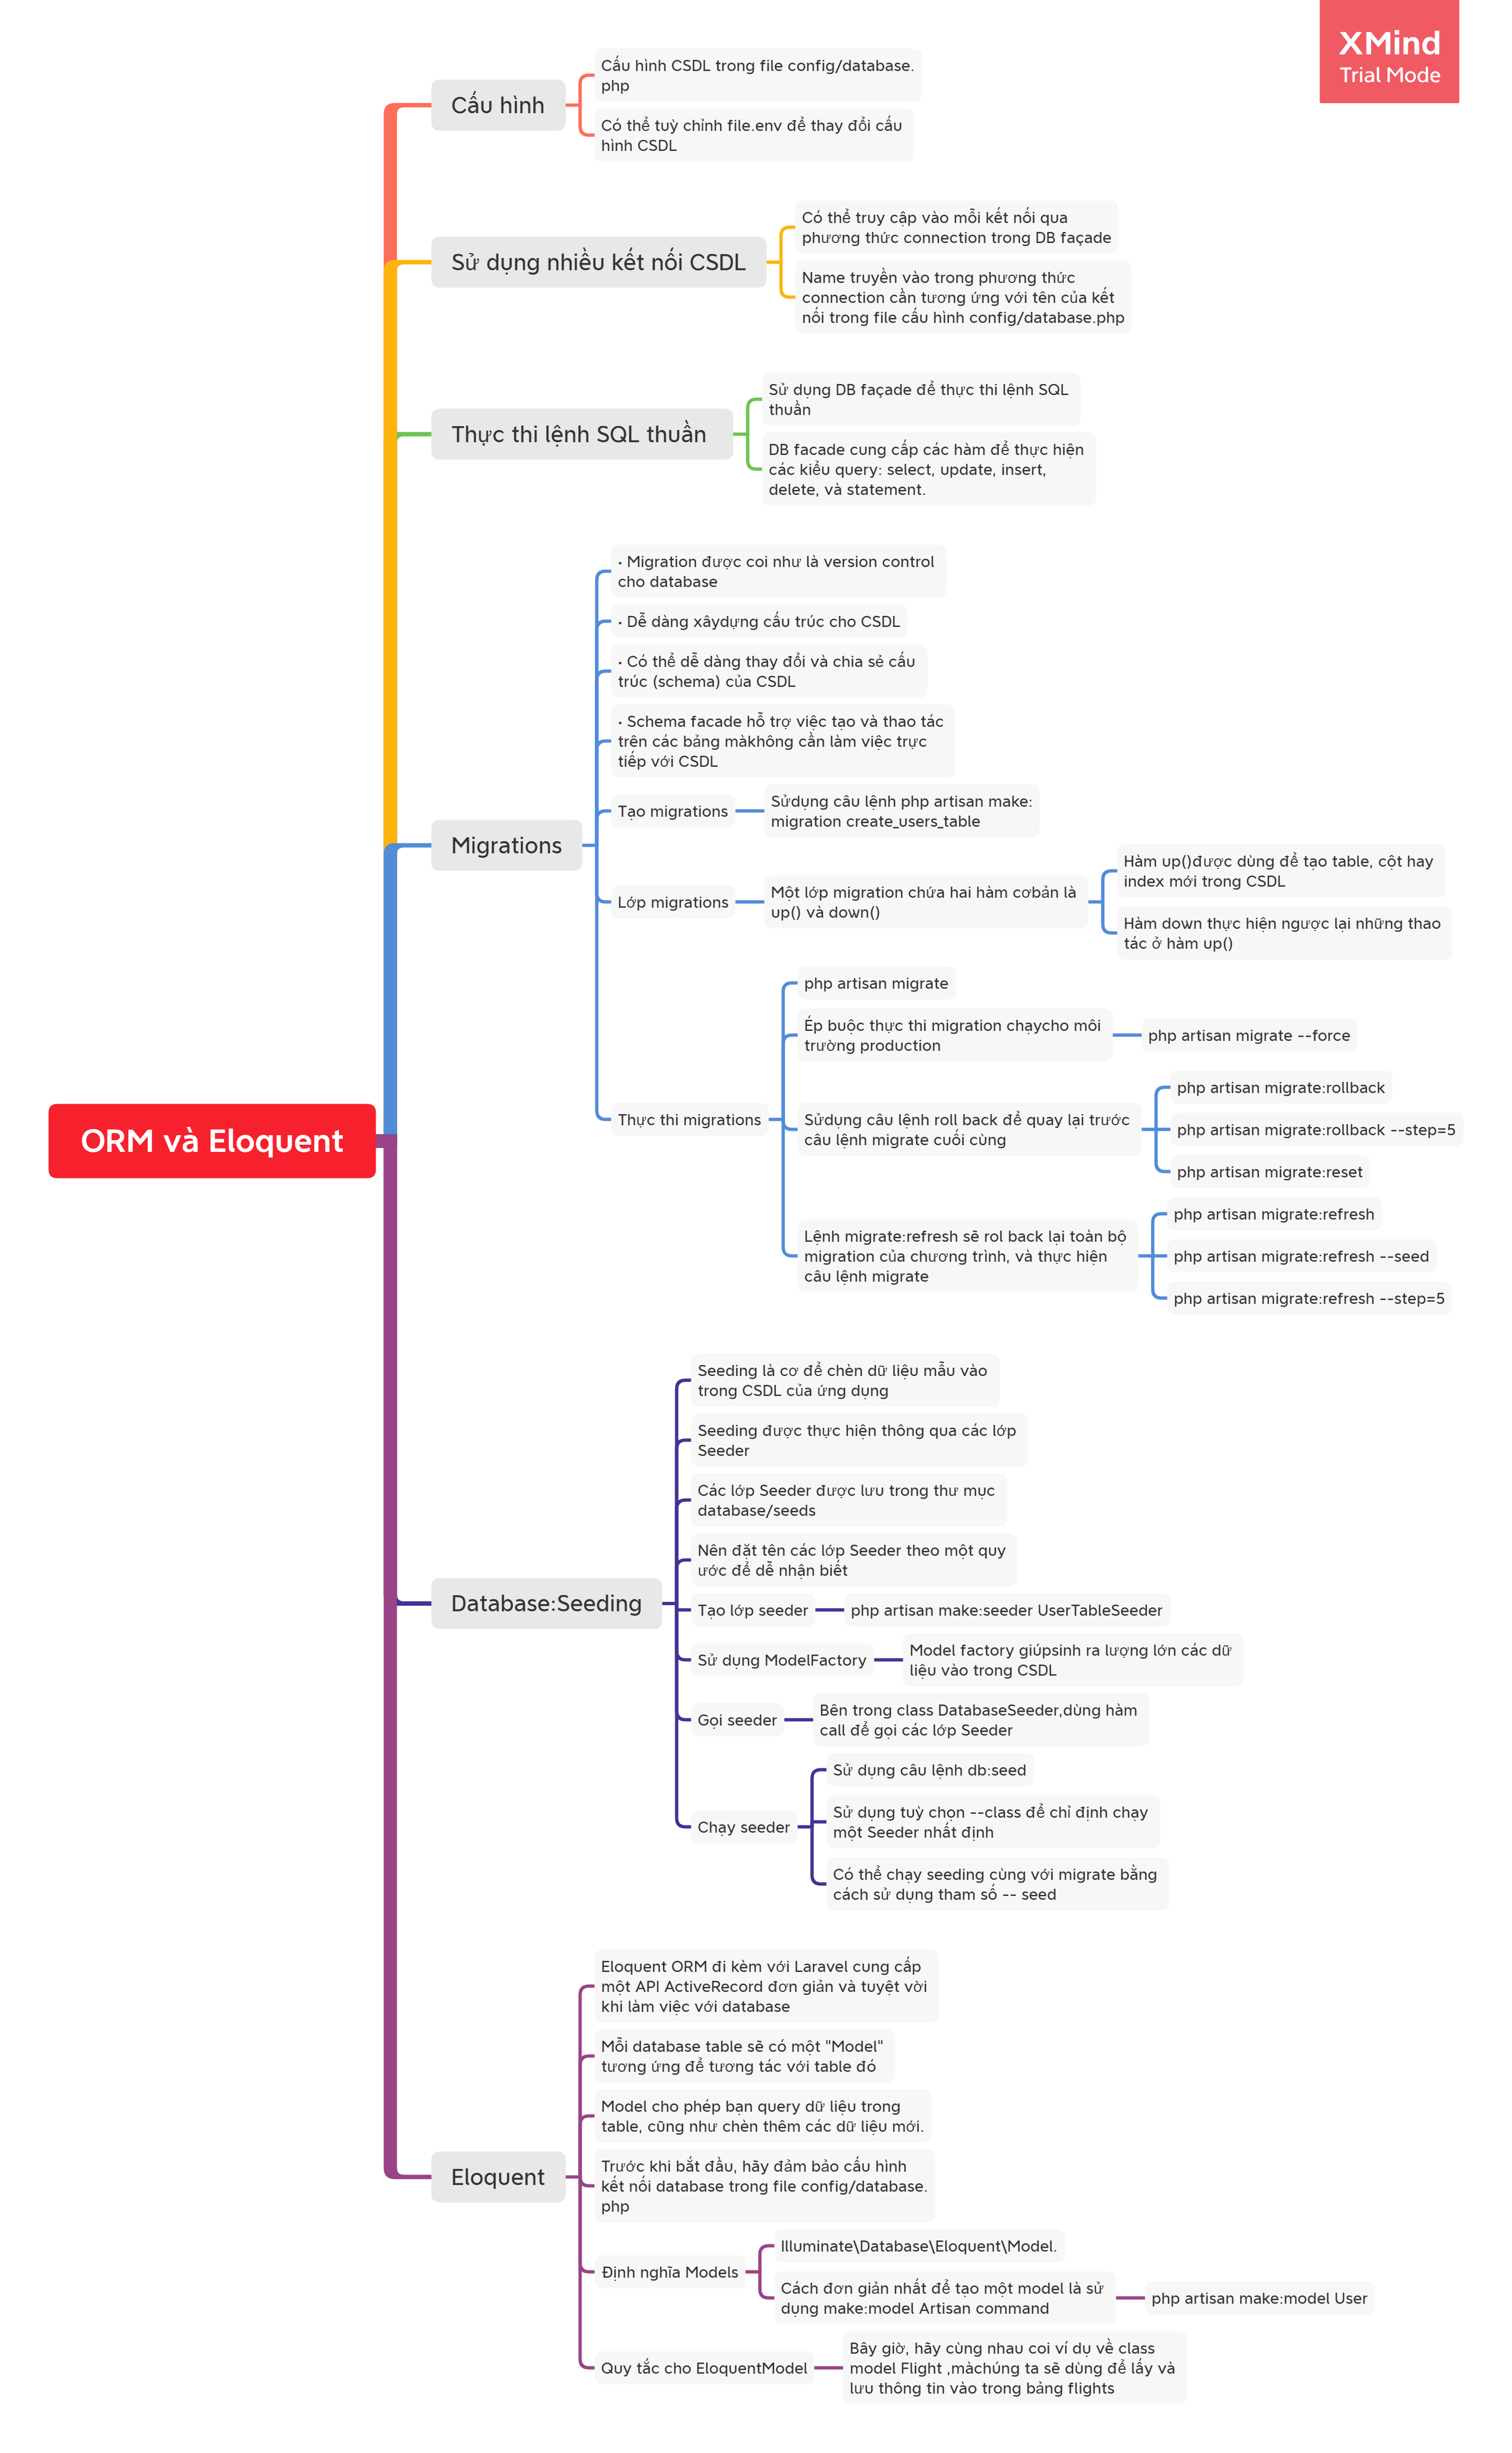 XMind
Trial Mode
Cấu hình
Cấu hình CSDL trong file config/database.
php
Có thể tuỳ chỉnh file.env để thay đổi cấu
hình CSDL
Sử dụng nhiều kết nối CSDL
Có thể truy cập vào mỗi kết nối qua
phương thức connection trong DB façade
Name truyền vào trong phương thức
connection cần tương ứng với tên của kết
nối trong file cấu hình config/database.php
Thực thi lệnh SQL thuần
Sử dụng DB façade để thực thi lệnh SQL
thuần
DB facade cung cấp các hàm để thực hiện
các kiểu query: select, update, insert,
delete, và statement.
Migrations
• Migration được coi như là version control
cho database
• Dễ dàng xâydựng cấu trúc cho CSDL
• Có thể dễ dàng thay đổi và chia sẻ cấu
trúc (schema) của CSDL
• Schema facade hỗ trợ việc tạo và thao tác
trên các bảng màkhông cần làm việc trực
tiếp với CSDL
Tạo migrations
Sửdụng câu lệnh php artisan make:
migration create_users_table
Lớp migrations
Một lớp migration chứa hai hàm cơbản là
up() và down()
Hàm up()được dùng để tạo table, cột hay
index mới trong CSDL
Hàm down thực hiện ngược lại những thao
tác ở hàm up()
Thực thi migrations
php artisan migrate
Ép buộc thực thi migration chạycho môi
trường production
php artisan migrate --force
Sửdụng câu lệnh roll back để quay lại trước
câu lệnh migrate cuối cùng
php artisan migrate:rollback
php artisan migrate:rollback --step=5
php artisan migrate:reset
Lệnh migrate:refresh sẽ rol back lại toàn bộ
migration của chương trình, và thực hiện
câu lệnh migrate
php artisan migrate:refresh
php artisan migrate:refresh --seed
php artisan migrate:refresh --step=5
ORM và Eloquent
Database:Seeding
Seeding là cơ để chèn dữ liệu mẫu vào
trong CSDL của ứng dụng
Seeding được thực hiện thông qua các lớp
Seeder
Các lớp Seeder được lưu trong thư mục
database/seeds
Nên đặt tên các lớp Seeder theo một quy
ước để dễ nhận biết
Tạo lớp seeder
php artisan make:seeder UserTableSeeder
Sử dụng ModelFactory
Model factory giúpsinh ra lượng lớn các dữ
liệu vào trong CSDL
Gọi seeder
Bên trong class DatabaseSeeder,dùng hàm
call để gọi các lớp Seeder
Chạy seeder
Sử dụng câu lệnh db:seed
Sử dụng tuỳ chọn --class để chỉ định chạy
một Seeder nhất định
Có thể chạy seeding cùng với migrate bằng
cách sử dụng tham số -- seed
Eloquent
Eloquent ORM đi kèm với Laravel cung cấp
một API ActiveRecord đơn giản và tuyệt vời
khi làm việc với database
Mỗi database table sẽ có một "Model"
tương ứng để tương tác với table đó
Model cho phép bạn query dữ liệu trong
table, cũng như chèn thêm các dữ liệu mới.
Trước khi bắt đầu, hãy đảm bảo cấu hình
kết nối database trong file config/database.
php
Định nghĩa Models
Illuminate\Database\Eloquent\Model.
Cách đơn giản nhất để tạo một model là sử
dụng make:model Artisan command
php artisan make:model User
Quy tắc cho EloquentModel
Bây giờ, hãy cùng nhau coi ví dụ về class
model Flight ,màchúng ta sẽ dùng để lấy và
lưu thông tin vào trong bảng flights